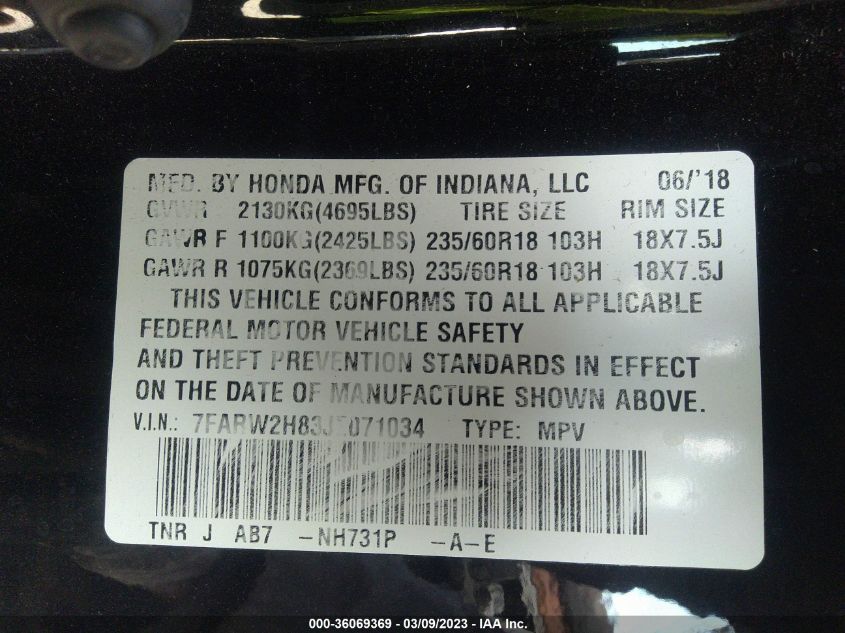 MFD. BY HONDA MFG. OF INDIANA, LLC 06/'18
GVWR 2130KG(4695LBS) TIRE SIZE RIM SIZE
GAWR F 1100KG(2425LBS) 235/60R18 103H 18X7.5J
GAWR R 1075KG(2369LBS) 235/60R18 103H 18X7.5J
THIS VEHICLE CONFORMS TO ALL APPLICABLE
FEDERAL MOTOR VEHICLE SAFETY
AND THEFT PREVENTION STANDARDS IN EFFECT
ON THE DATE OF MANUFACTURE SHOWN ABOVE.
V.I.N.: TYPE: MPV
TNR J AB7 -NH731P -A-E
000-36069369 - 03/09/2023 - IAA Inc.